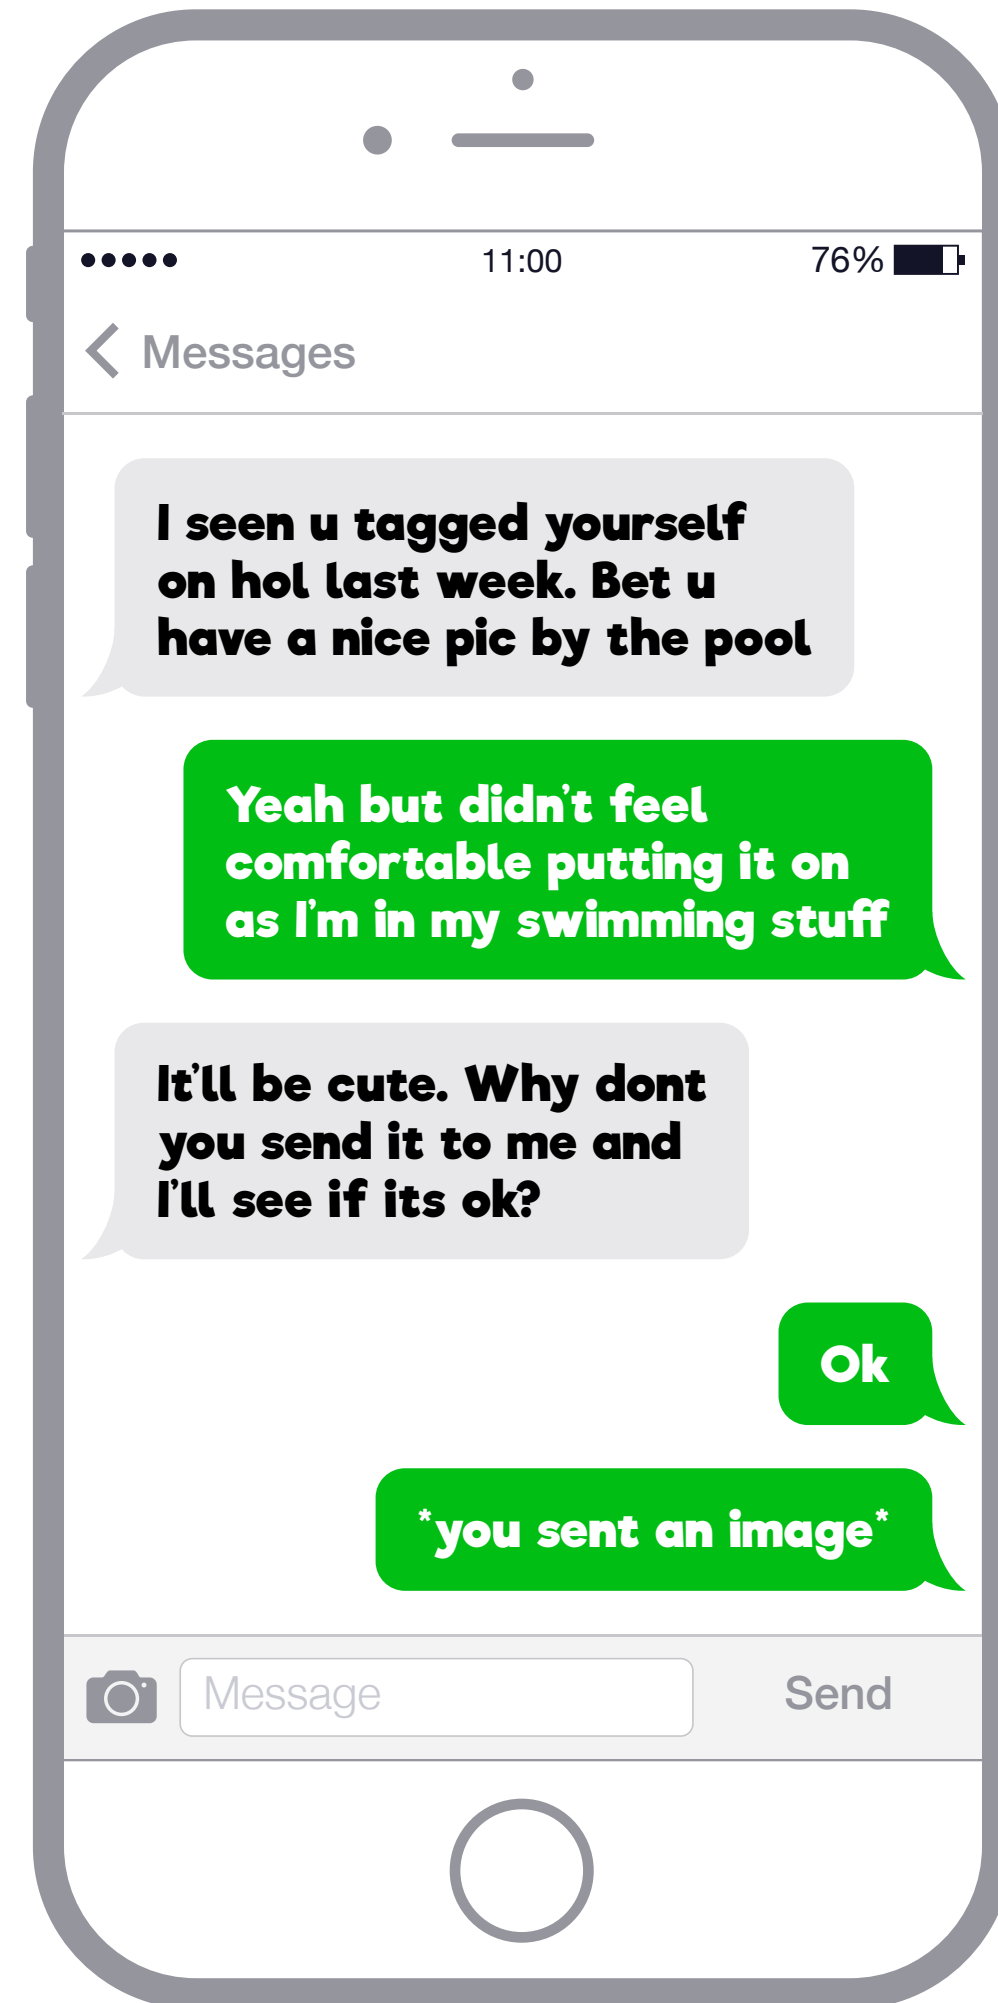 11:00 76%
Messages
I seen u tagged yourself
on hol last week. Bet u
have a nice pic by the pool
Yeah but didn't feel
comfortable putting it on
as I'm in my swimming stuff
It'll be cute. Why dont
you send it to me and
I'll see if its ok?
Ok
*you sent an image*
Message Send